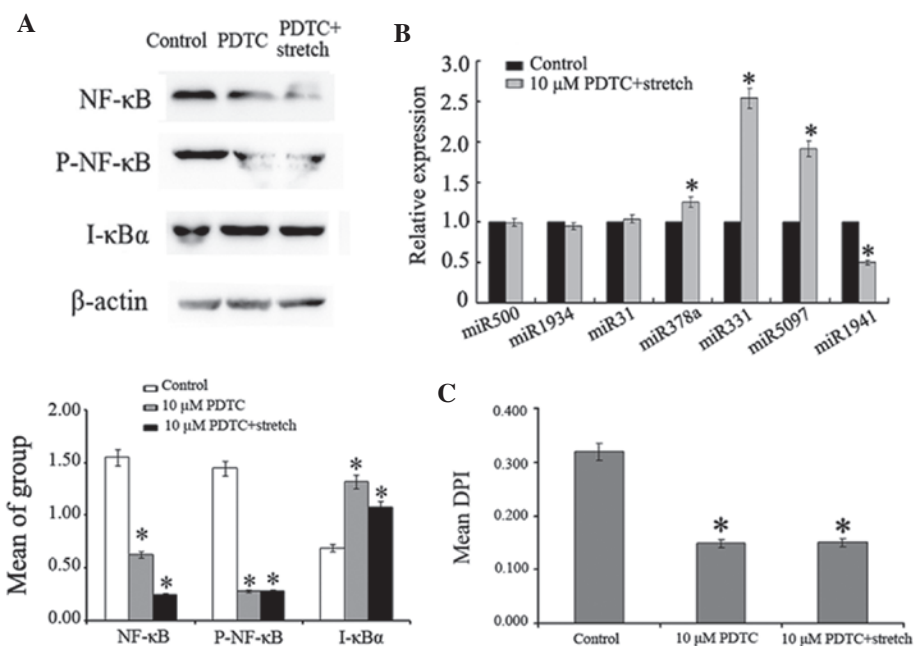 A
Control PDTC PDTC+
stretch
NF-κB
P-NF-κB
I-κBα
β-actin
Control
10 μM PDTC
10 μM PDTC+stretch
Mean of group
2.00
1.50
1.00
0.50
0.00
* * * * * *
NF-κB P-NF-κB I-κBα
B
Control
10 μM PDTC+stretch
Relative expression
3.0
2.5
2.0
1.5
1.0
0.5
0
* * * *
miR500 miR1934 miR31 miR378a miR331 miR5097 miR1941
C
Mean DPI
0.400
0.300
0.200
0.100
0.000
* *
Control 10 μM PDTC 10 μM PDTC+stretch